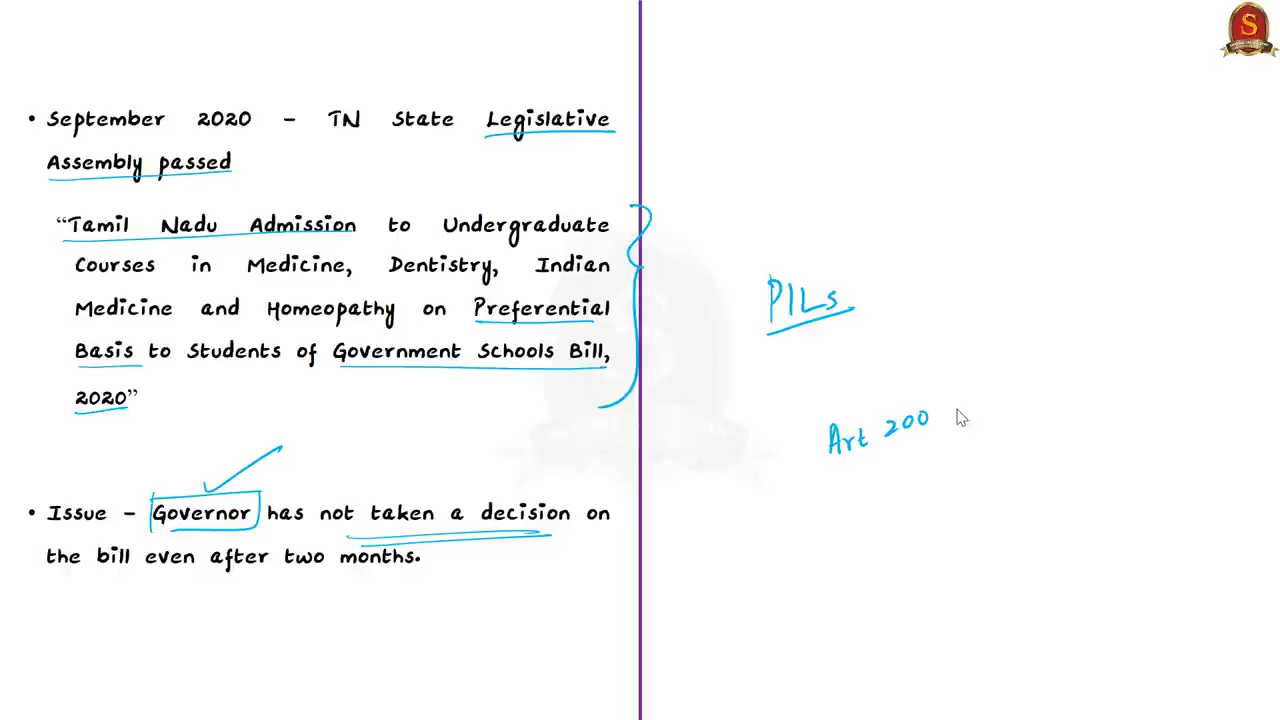 • September 2020 – TN State Legislative
Assembly passed
“Tamil Nadu Admission to Undergraduate
Courses in Medicine, Dentistry, Indian
Medicine and Homeopathy on Preferential
Basis to Students of Government Schools Bill,
2020”
• Issue – Governor has not taken a decision on
the bill even after two months.
PILs
Art 200
S